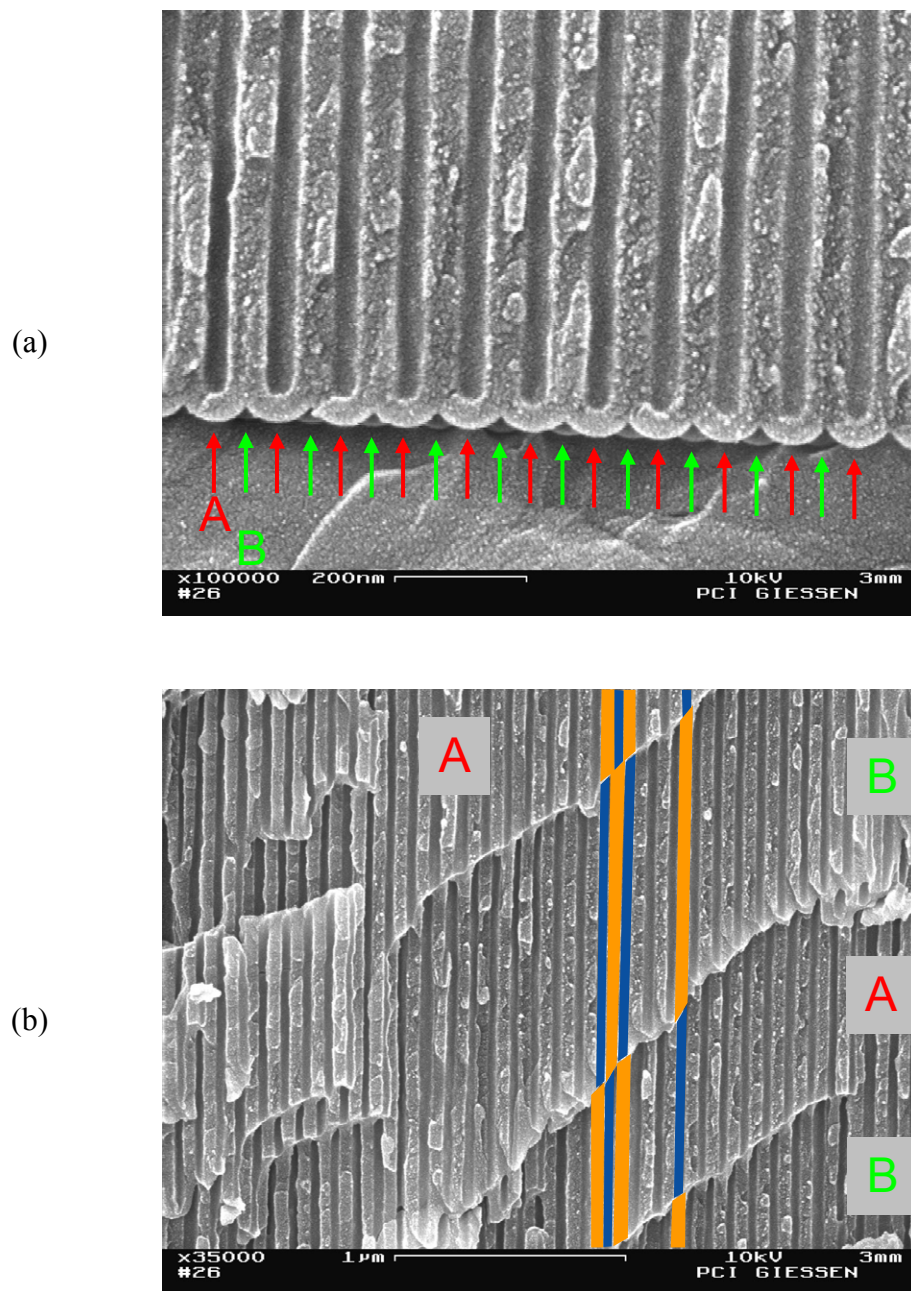 (a)
A
B
x100000 200nm 10kV 3mm
#26 PCI GIESSEN
A
B
A
(b)
B
x35000 1µm 10kV 3mm
#26 PCI GIESSEN